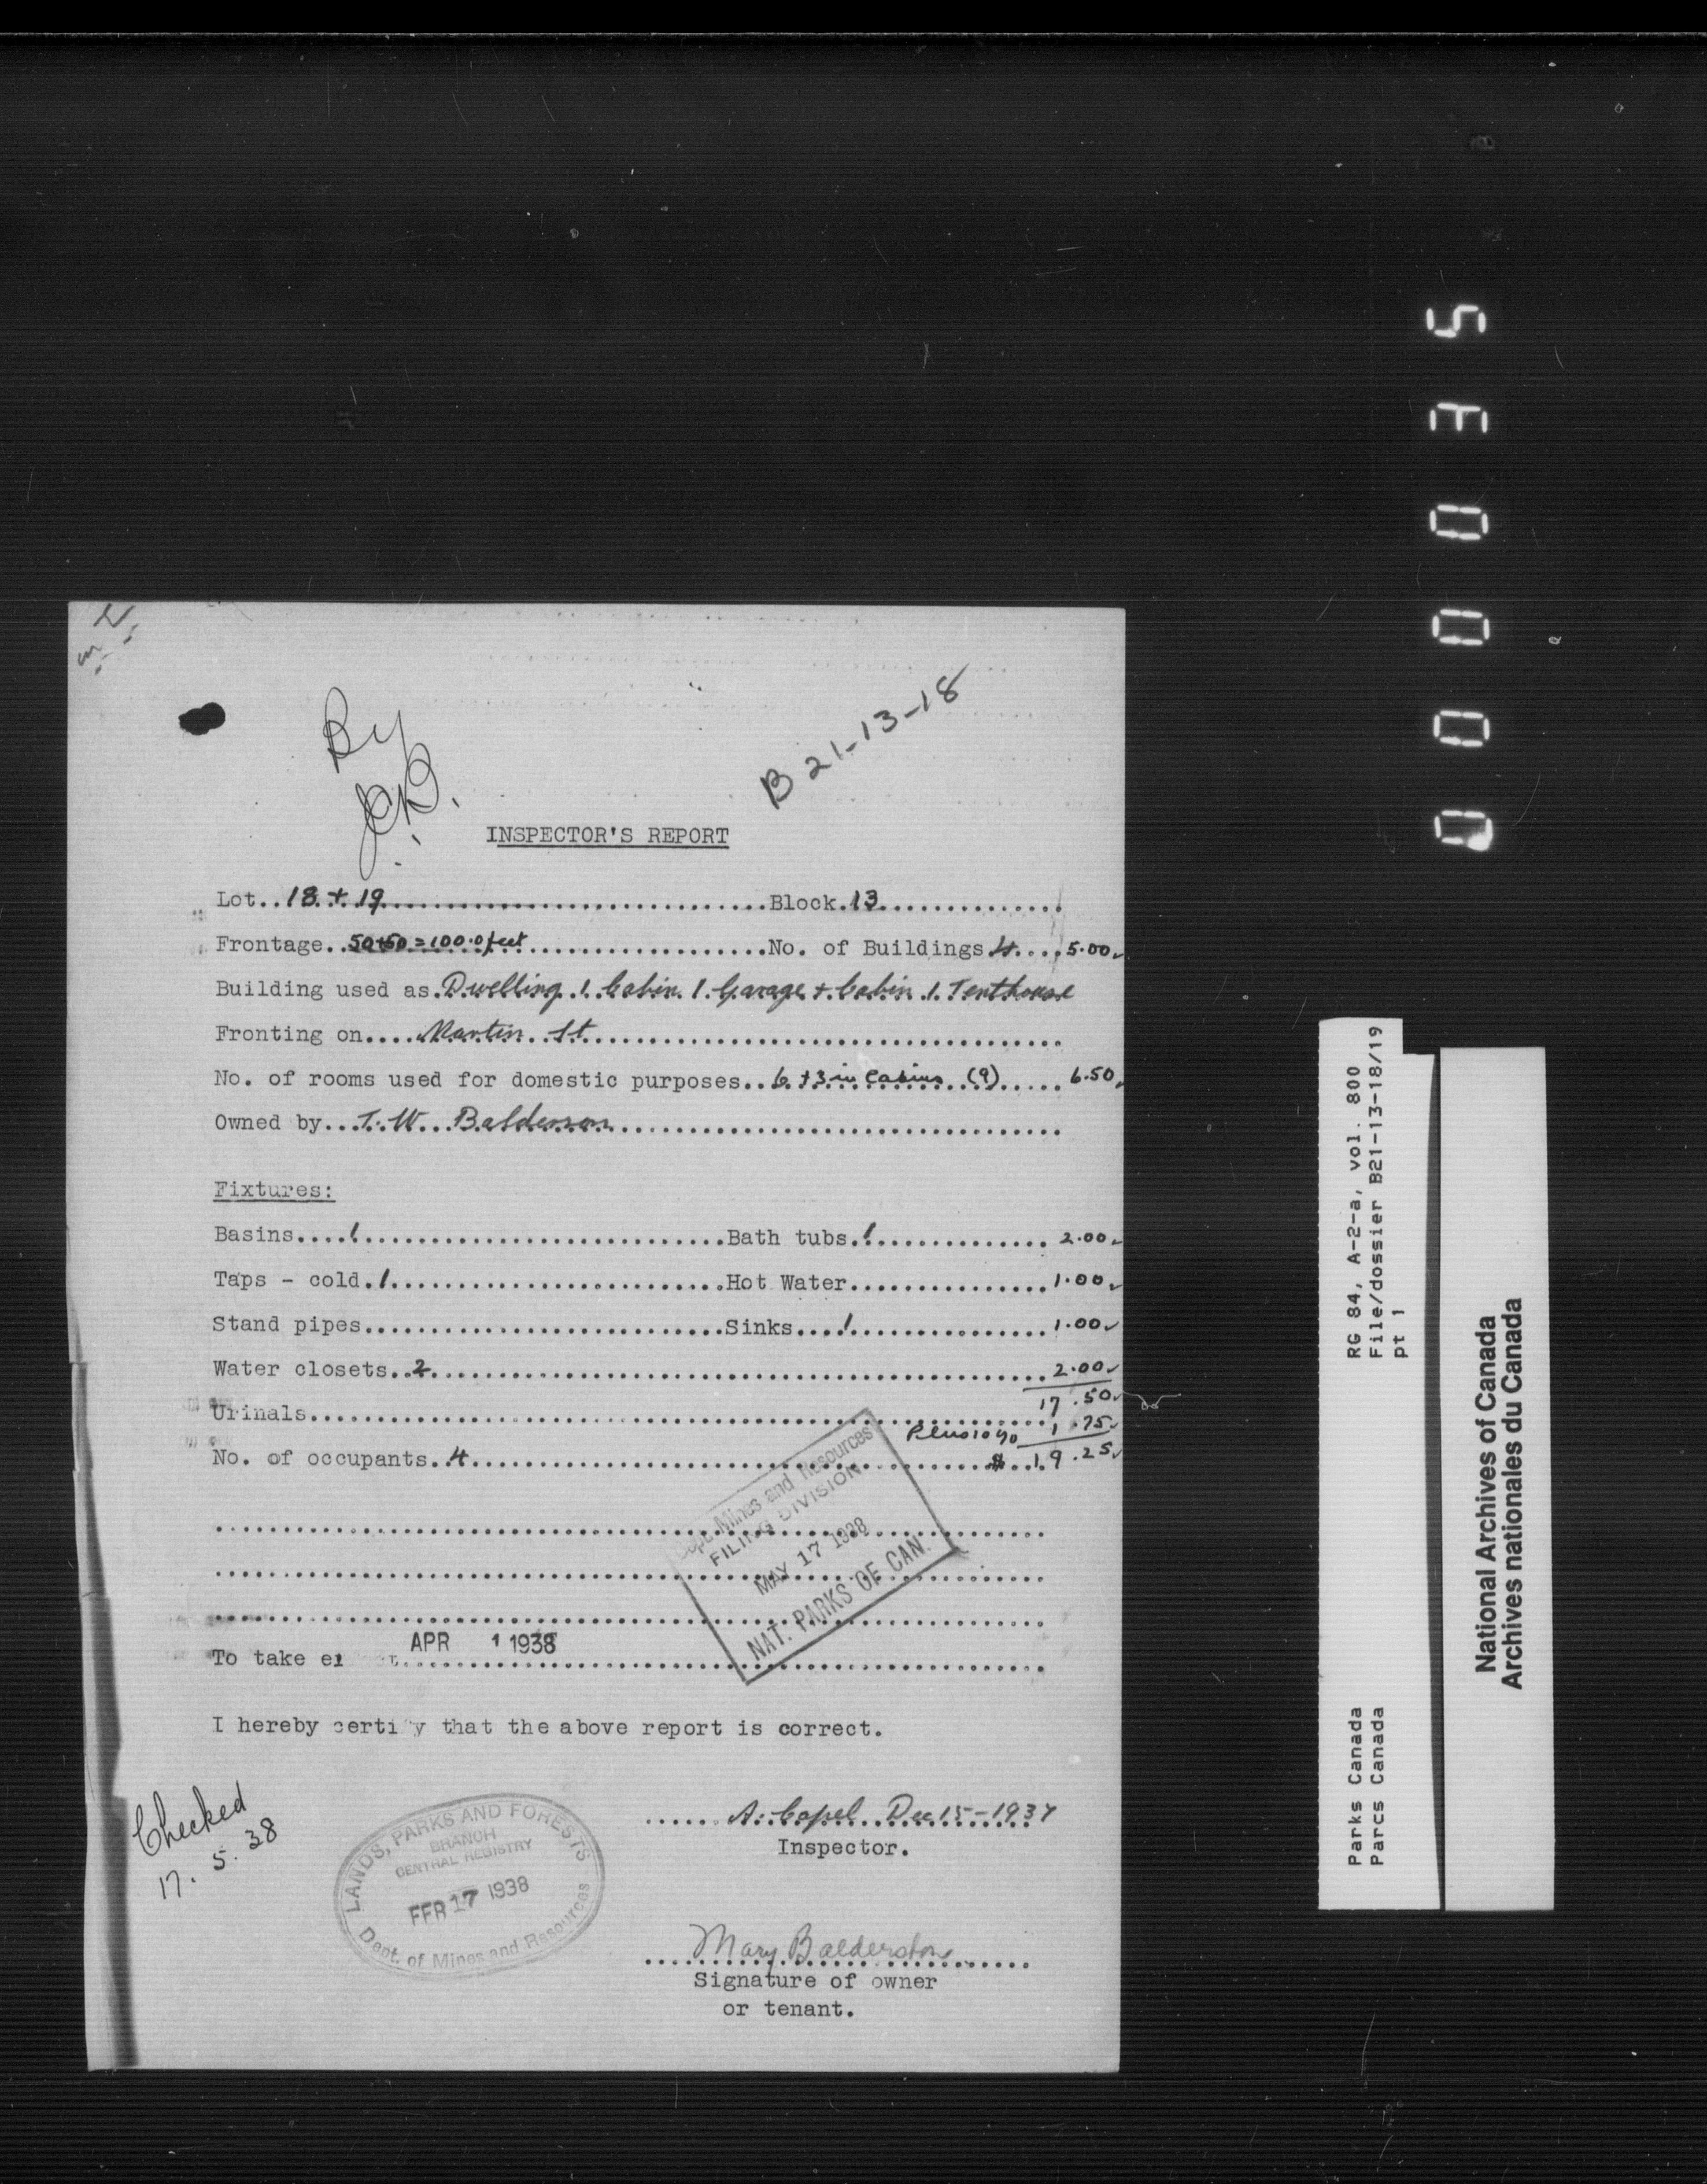 By
B 21-13-18
INSPECTOR'S REPORT
Lot..18 + 19..............................Block.13...............
Frontage..50+50=100.0 feet....................No. of Buildings 4....5.00
Building used as.Dwelling.1.Cabin.1.Garage + Cabin.1.Tenthouse
Fronting on....Martin St..................................
No. of rooms used for domestic purposes..6 +3 in Cabins (9).....6.50
Owned by...T. W. Balderson................................
Fixtures:
Basins....1...........................Bath tubs.1..............2.00
Taps - cold.1.........................Hot Water...............1.00
Stand pipes...........................Sinks....1...............1.00
Water closets..2..............................................2.00
17.50
Urinals......................................................
Plus 10% 1.75
No. of occupants..4......................................$ 19.25
Dept. Mines and Resources
FILING DIVISION
MAY 17 1938
NAT. PARKS OF CAN.
APR 1 1938
To take
I hereby certify that the above report is correct.
Checked
17. 5. 38
LANDS, PARKS AND FORESTS
BRANCH
CENTRAL REGISTRY
FEB 17 1938
Dept. of Mines and Resources
......A. Capel Dec 15-1937
Inspector.
Mary Balderston
Signature of owner
or tenant.
000035
RG 84, A-2-a, vol. 800
File/dossier B21-13-18/19
pt 1
Parks Canada
Parcs Canada
National Archives of Canada
Archives nationales du Canada